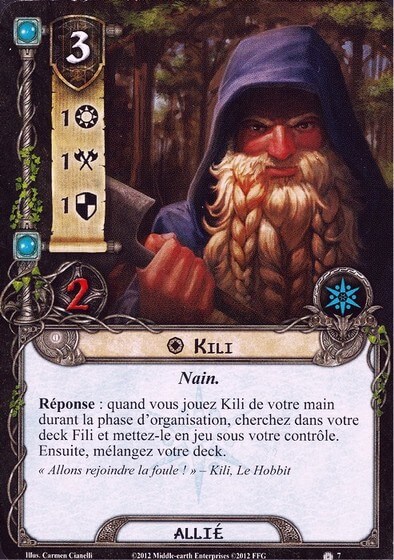 3
1
1
1
2
Kili
Nain.
Réponse : quand vous jouez Kili de votre main
durant la phase d'organisation, cherchez dans votre
deck Fili et mettez-le en jeu sous votre contrôle.
Ensuite, mélangez votre deck.
« Allons rejoindre la foule ! » – Kili, Le Hobbit
ALLIÉ
Illus. Carmen Cianelli ©2012 Middle-earth Enterprises ©2012 FFG 7